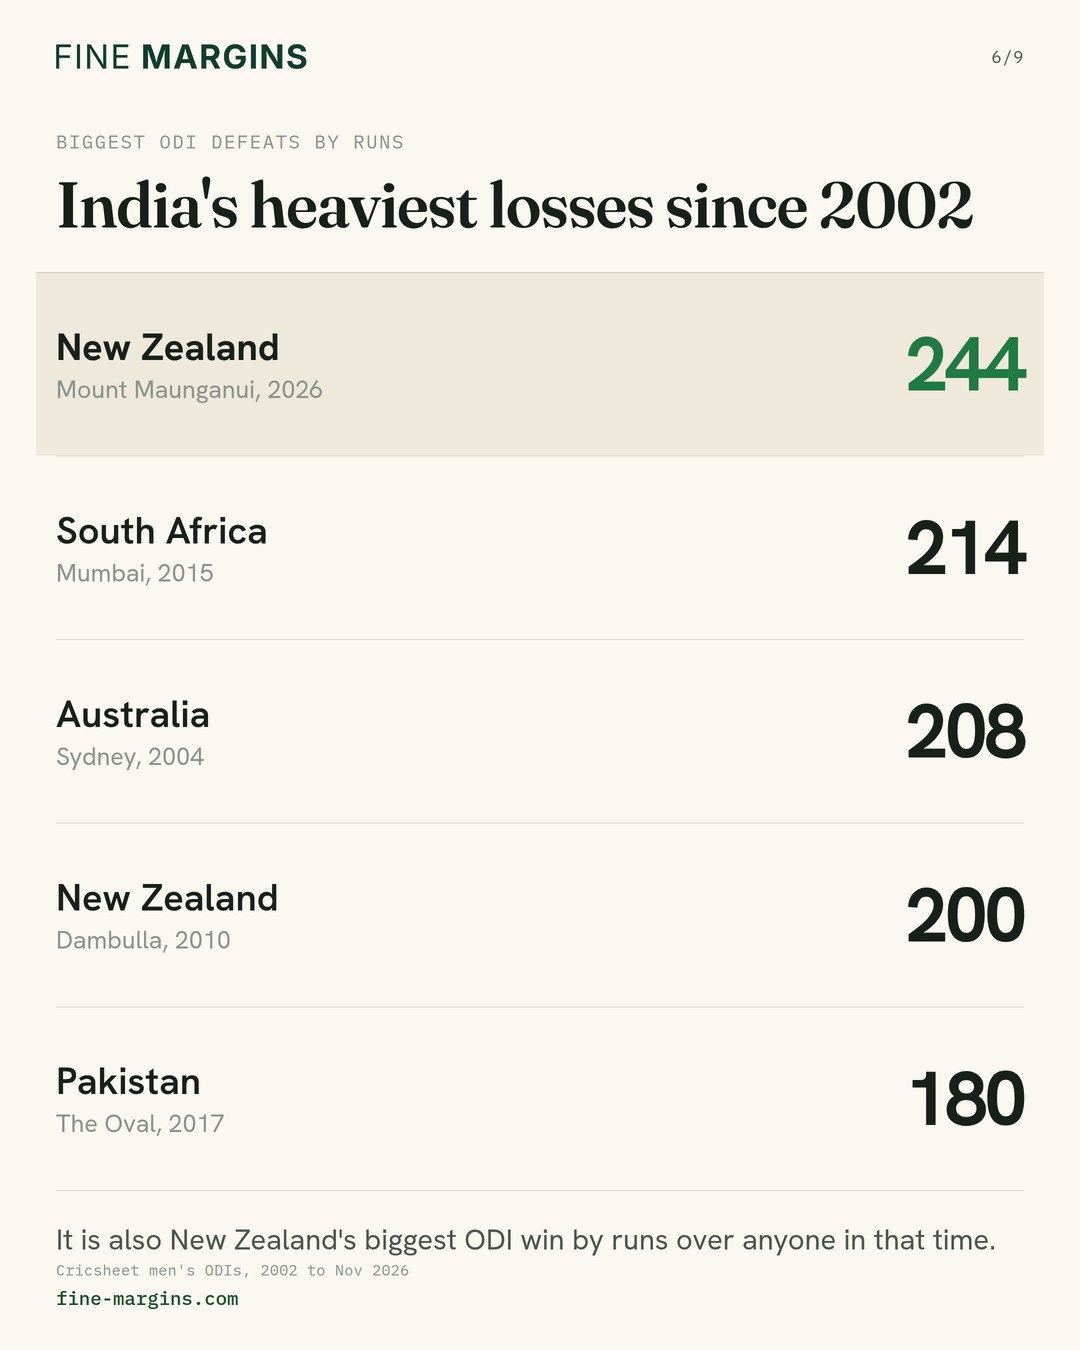 FINE MARGINS
6/9
BIGGEST ODI DEFEATS BY RUNS
India's heaviest losses since 2002
New Zealand
244
Mount Maunganui, 2026
South Africa
214
Mumbai, 2015
Australia
208
Sydney, 2004
New Zealand
200
Dambulla, 2010
Pakistan
180
The Oval, 2017
It is also New Zealand's biggest ODI win by runs over anyone in that time.
Cricsheet men's ODIs, 2002 to Nov 2026
fine-margins.com